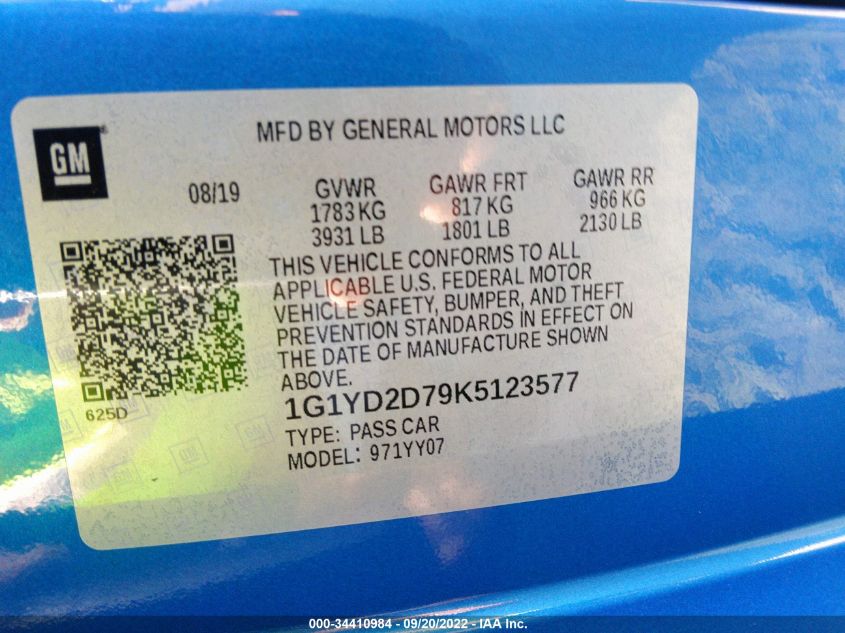 MFD BY GENERAL MOTORS LLC
GM
08/19 GVWR GAWR FRT GAWR RR
1783 KG 817 KG 966 KG
3931 LB 1801 LB 2130 LB
THIS VEHICLE CONFORMS TO ALL
APPLICABLE U.S. FEDERAL MOTOR
VEHICLE SAFETY, BUMPER, AND THEFT
PREVENTION STANDARDS IN EFFECT ON
THE DATE OF MANUFACTURE SHOWN
ABOVE.
625D
1G1YD2D79K5123577
TYPE: PASS CAR
MODEL: 971YY07
000-34410984 - 09/20/2022 - IAA Inc.